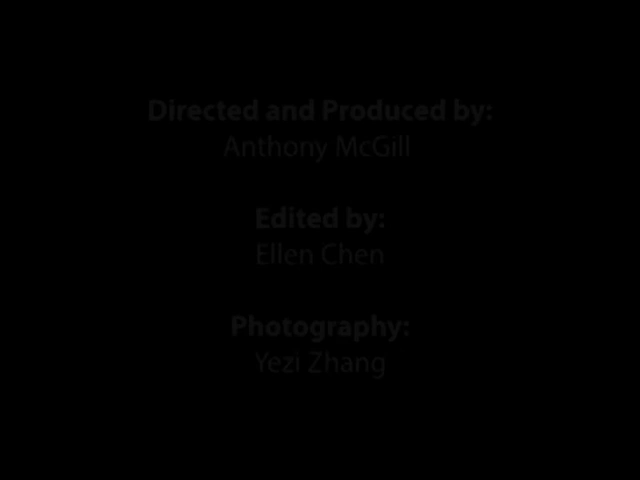 Directed and Produced by:
Anthony McGill
Edited by:
Ellen Chen
Photography:
Yezi Zhang